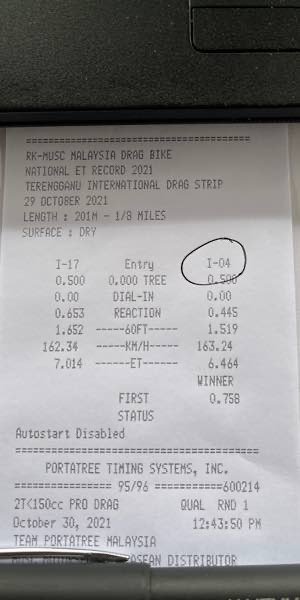 RK-MUSC MALAYSIA DRAG BIKE
NATIONAL ET RECORD 2021
TERENGGANU INTERNATIONAL DRAG STRIP
29 OCTOBER 2021
LENGTH : 201M - 1/8 MILES
SURFACE : DRY
I-17 Entry I-04
0.500 0.000 TREE 0.500
0.00 DIAL-IN 0.00
0.653 REACTION 0.445
1.652 -----60FT------ 1.519
162.34 -----KM/H------ 163.24
7.014 ------ET------- 6.464
WINNER
FIRST 0.758
STATUS
Autostart Disabled
PORTATREE TIMING SYSTEMS, INC.
================ 95/96 ===========600214
2T<150cc PRO DRAG QUAL RND 1
October 30, 2021 12:43:50 PM
TEAM PORTATREE MALAYSIA
ASEAN DISTRIBUTOR